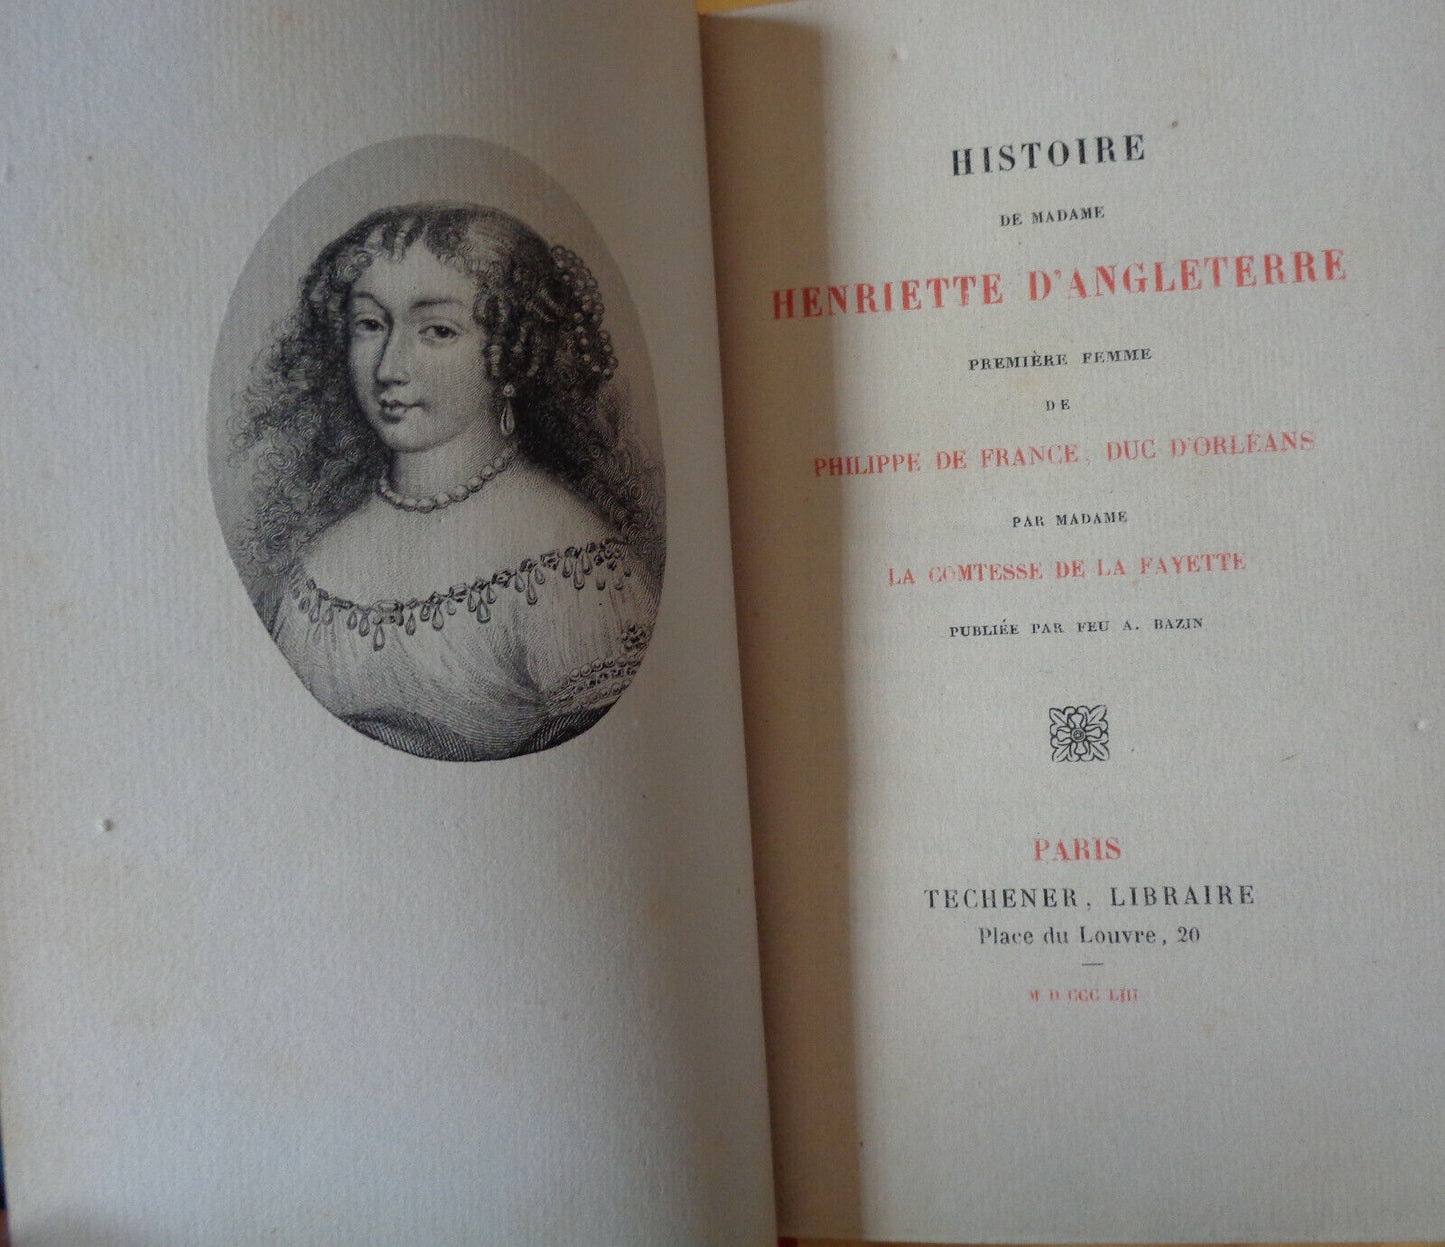 HISTOIRE
DE MADAME
HENRIETTE D'ANGLETERRE
PREMIÈRE FEMME
DE
PHILIPPE DE FRANCE, DUC D'ORLÉANS
PAR MADAME
LA COMTESSE DE LA FAYETTE
PUBLIÉE PAR FEU A. BAZIN
PARIS
TECHENER, LIBRAIRE
Place du Louvre, 20
M D CCC LIII